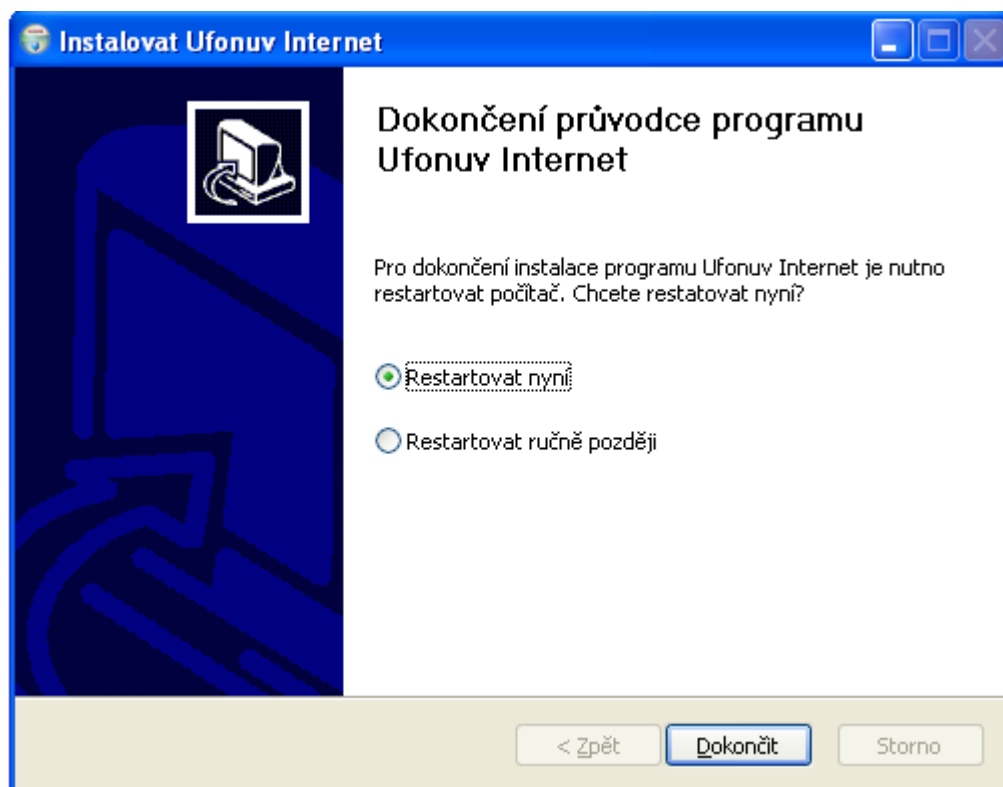 Instalovat Ufonuv Internet
Dokončení průvodce programu
Ufonuv Internet
Pro dokončení instalace programu Ufonuv Internet je nutno
restartovat počítač. Chcete restatovat nyní?
Restartovat nyní
Restartovat ručně později
< Zpět
Dokončit
Storno